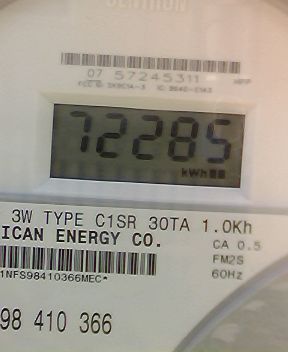 CENTRON
07 57245311
72285
kWh
3W TYPE C1SR 30TA 1.0Kh
ICAN ENERGY CO.
CA 0.5
FM2S
60Hz
1NFS98410366MEC*
98 410 366